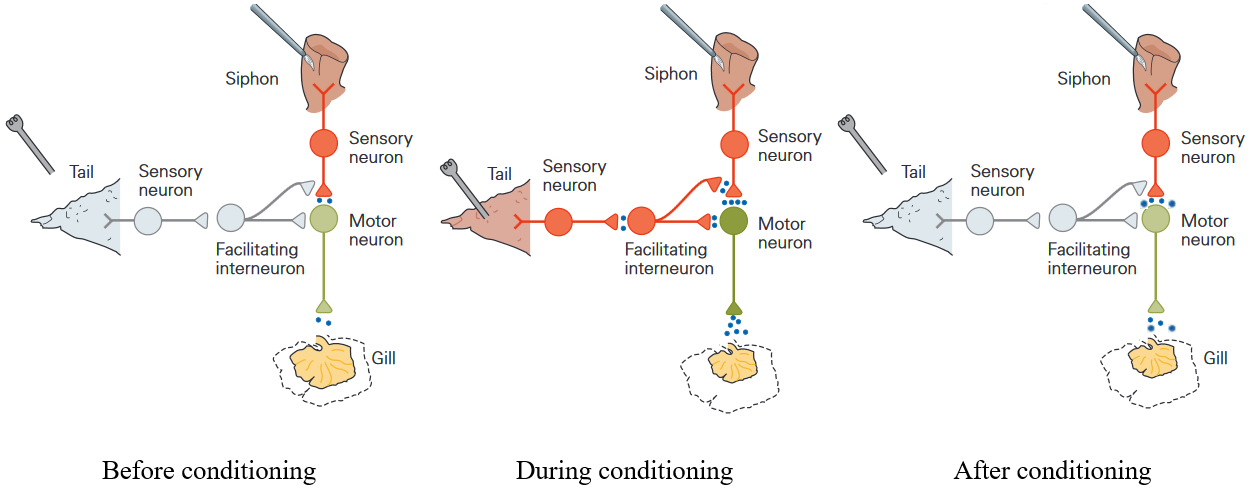 Siphon
Sensory
neuron
Tail
Sensory
neuron
Motor
neuron
Facilitating
interneuron
Gill
Before conditioning
Siphon
Sensory
neuron
Tail
Sensory
neuron
Motor
neuron
Facilitating
interneuron
Gill
During conditioning
Siphon
Sensory
neuron
Tail
Sensory
neuron
Motor
neuron
Facilitating
interneuron
Gill
After conditioning